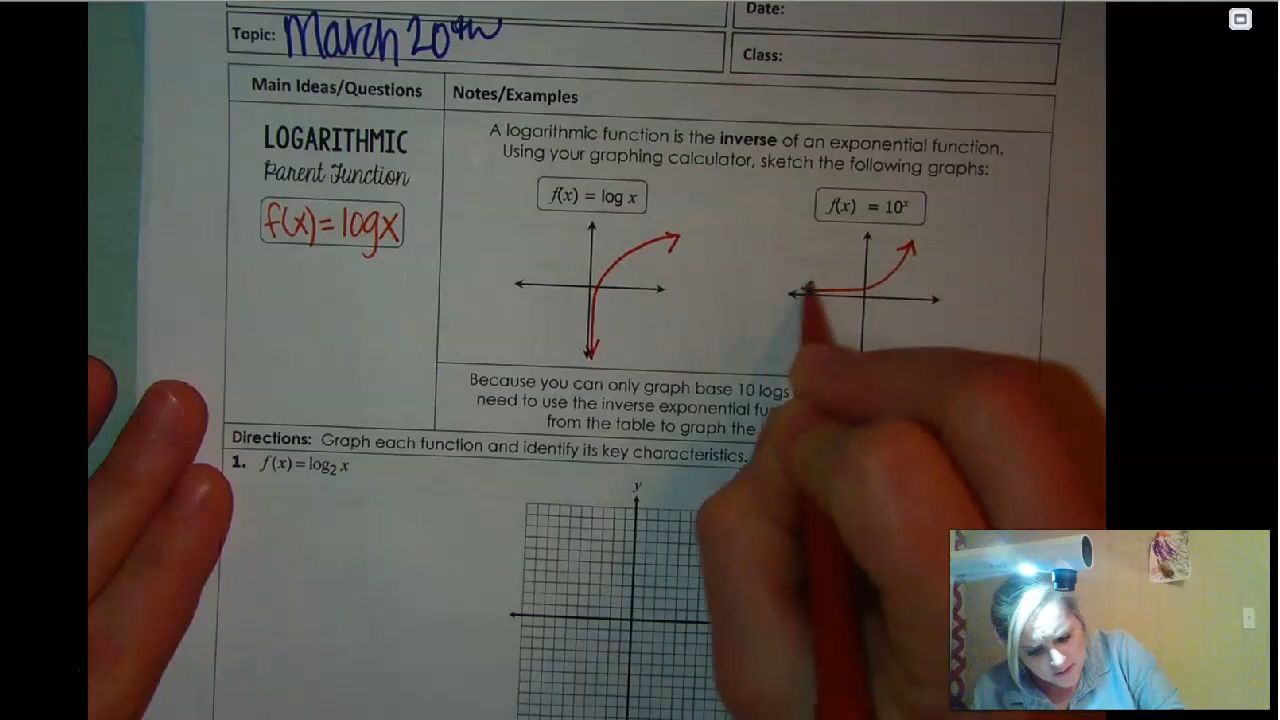 Date:
Topic: March 20th
Class:
Main Ideas/Questions
Notes/Examples
LOGARITHMIC
Parent Function
f(x)=logx
A logarithmic function is the inverse of an exponential function.
Using your graphing calculator, sketch the following graphs:
f(x) = log x
f(x) = 10ˣ
Because you can only graph base 10 logs
need to use the inverse exponential
from the table to graph the
Directions: Graph each function and identify its key characteristics.
1. f(x) = log₂ x
y